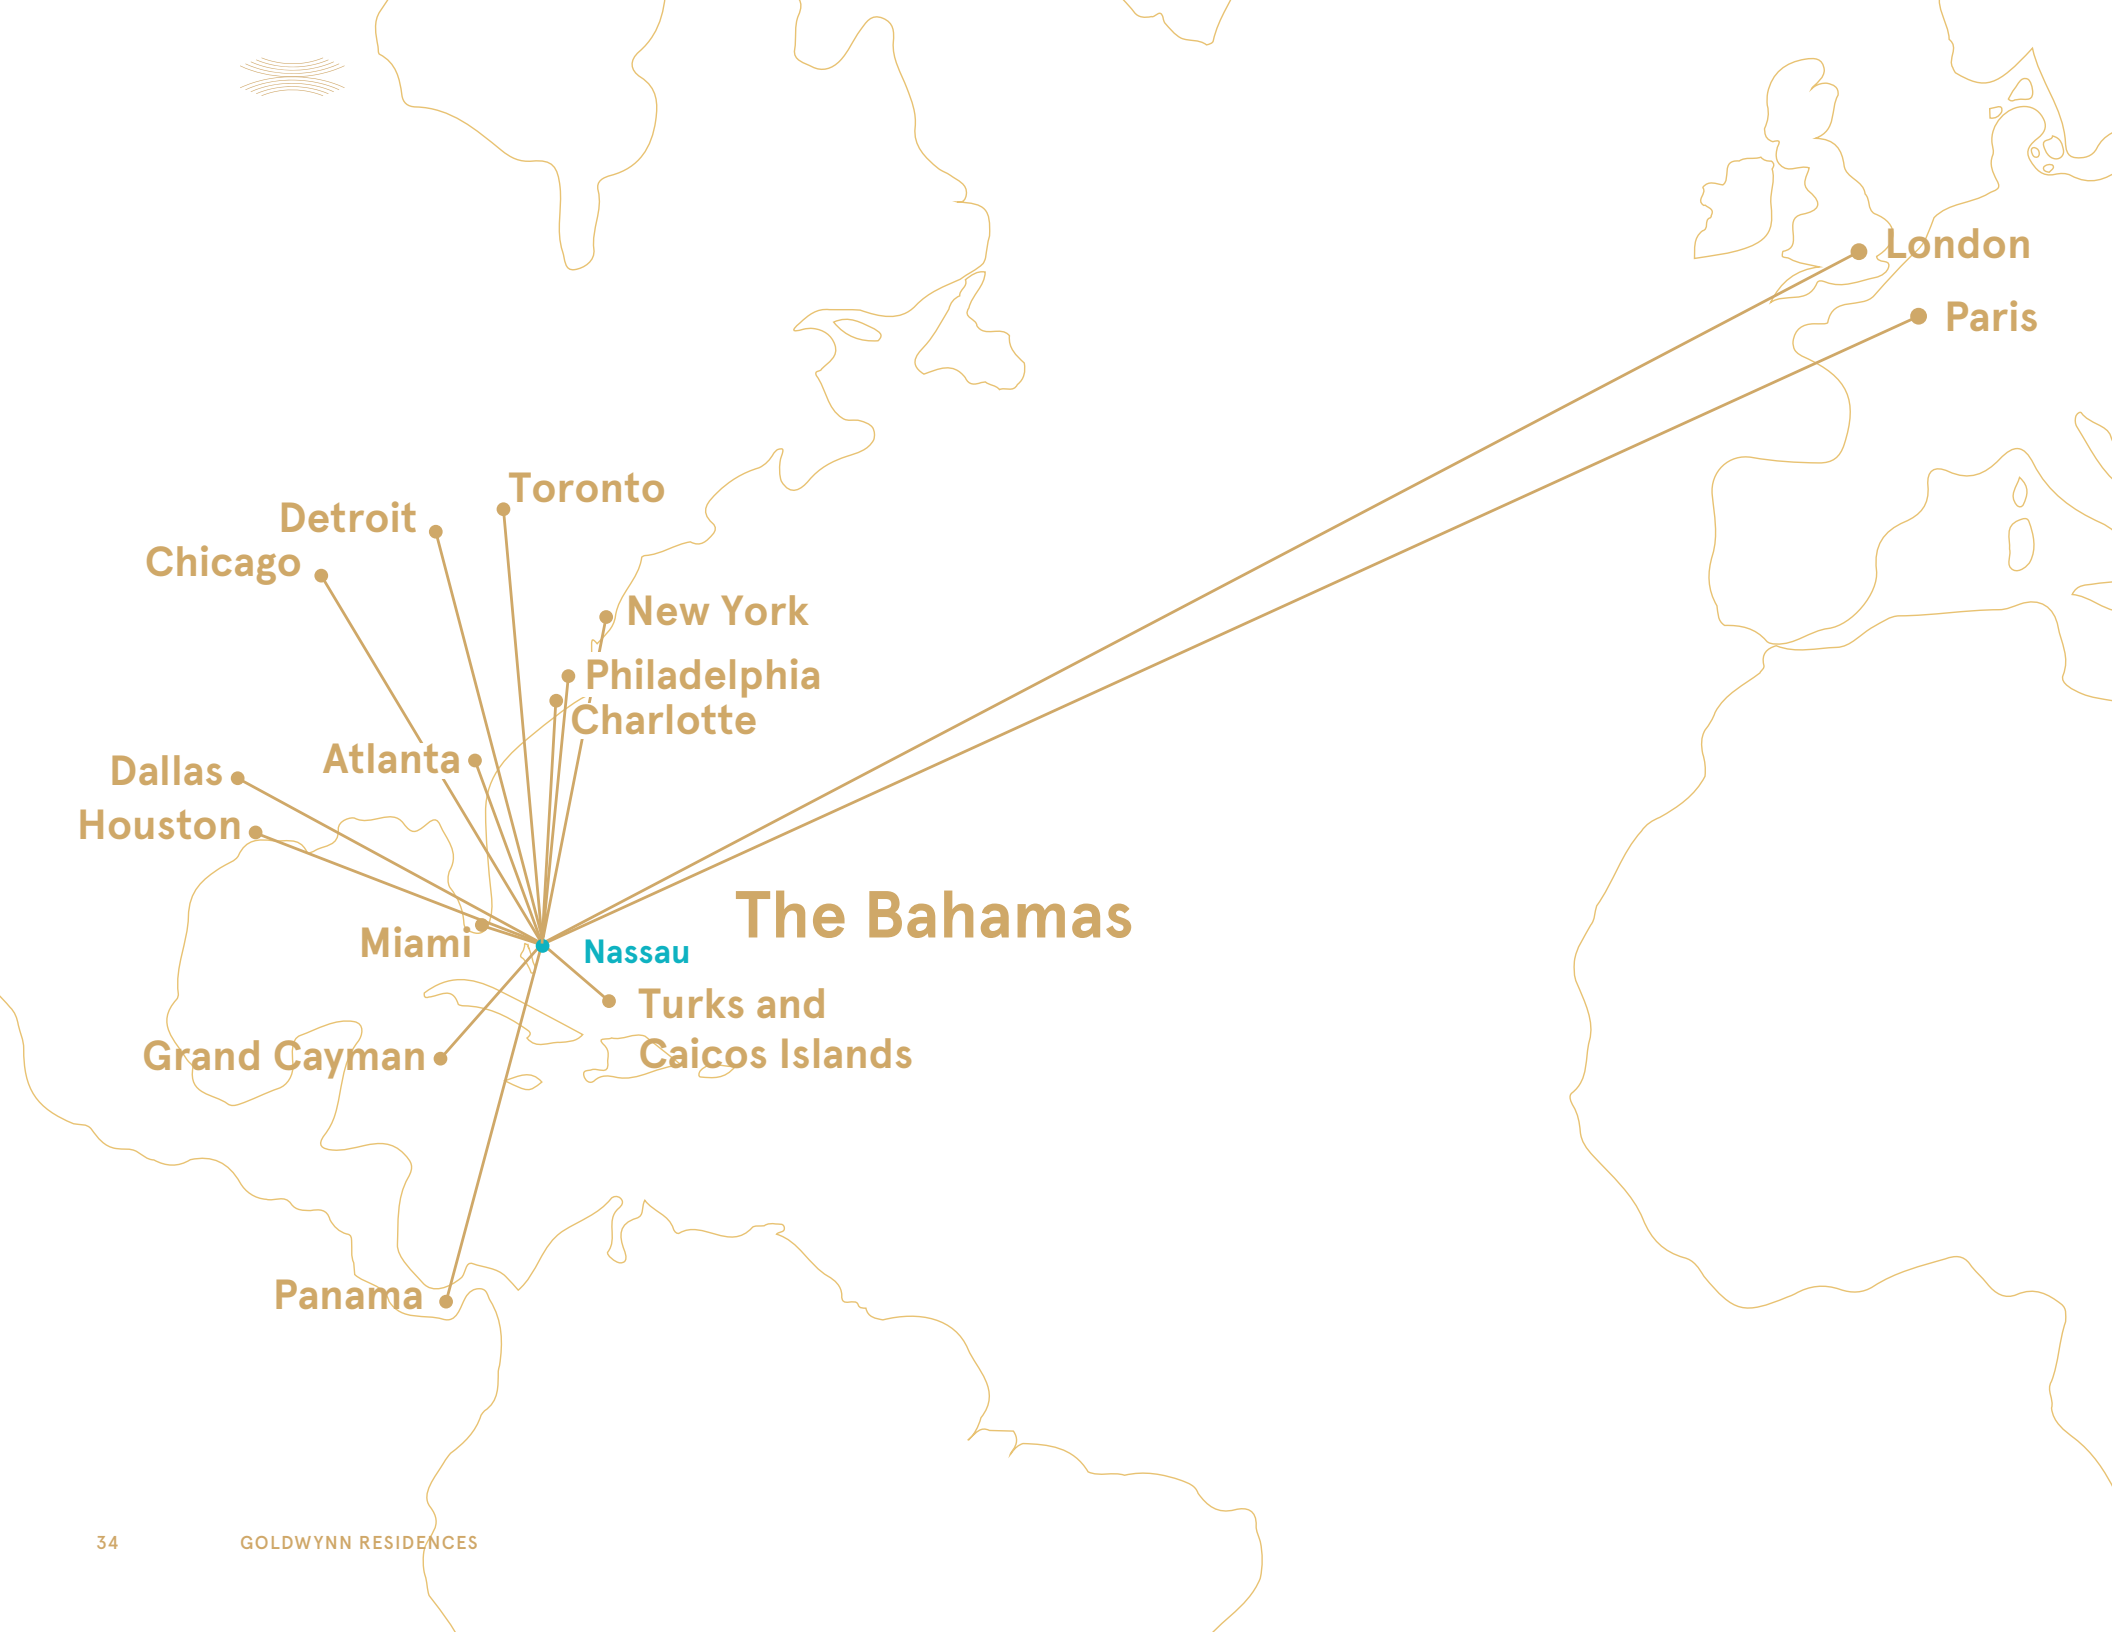 London
Paris
Toronto
Detroit
Chicago
New York
Philadelphia
Charlotte
Atlanta
Dallas
Houston
The Bahamas
Miami
Nassau
Turks and
Caicos Islands
Grand Cayman
Panama
34
GOLDWYNN RESIDENCES